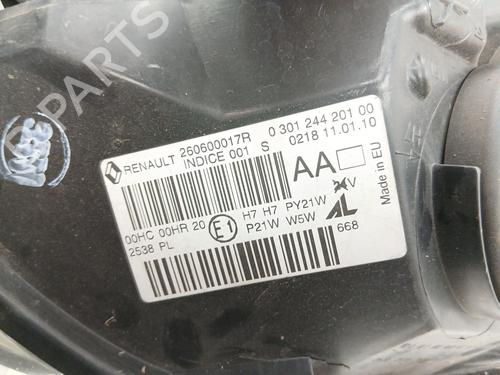 RENAULT 260600017R 0 301 244 201 00
INDICE 001 S 0218 11.01.10
AA
Made in EU
00HC 00HR 20 E1 H7 H7 PY21W
2538 PL P21W W5W AL
668
B-PARTS